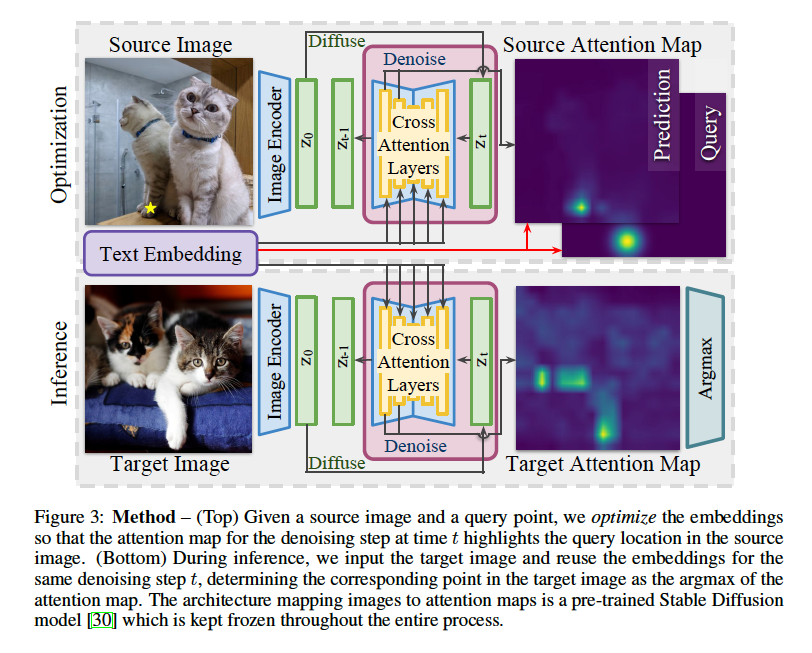 Source Image
Diffuse
Source Attention Map
Denoise
Optimization
Image Encoder
z0
zt-1
Cross
Attention
Layers
zt
Prediction
Query
Text Embedding
Inference
Image Encoder
z0
zt-1
Cross
Attention
Layers
zt
Argmax
Denoise
Target Image
Diffuse
Target Attention Map
Figure 3: Method – (Top) Given a source image and a query point, we optimize the embeddings
so that the attention map for the denoising step at time t highlights the query location in the source
image. (Bottom) During inference, we input the target image and reuse the embeddings for the
same denoising step t, determining the corresponding point in the target image as the argmax of the
attention map. The architecture mapping images to attention maps is a pre-trained Stable Diffusion
model [30] which is kept frozen throughout the entire process.